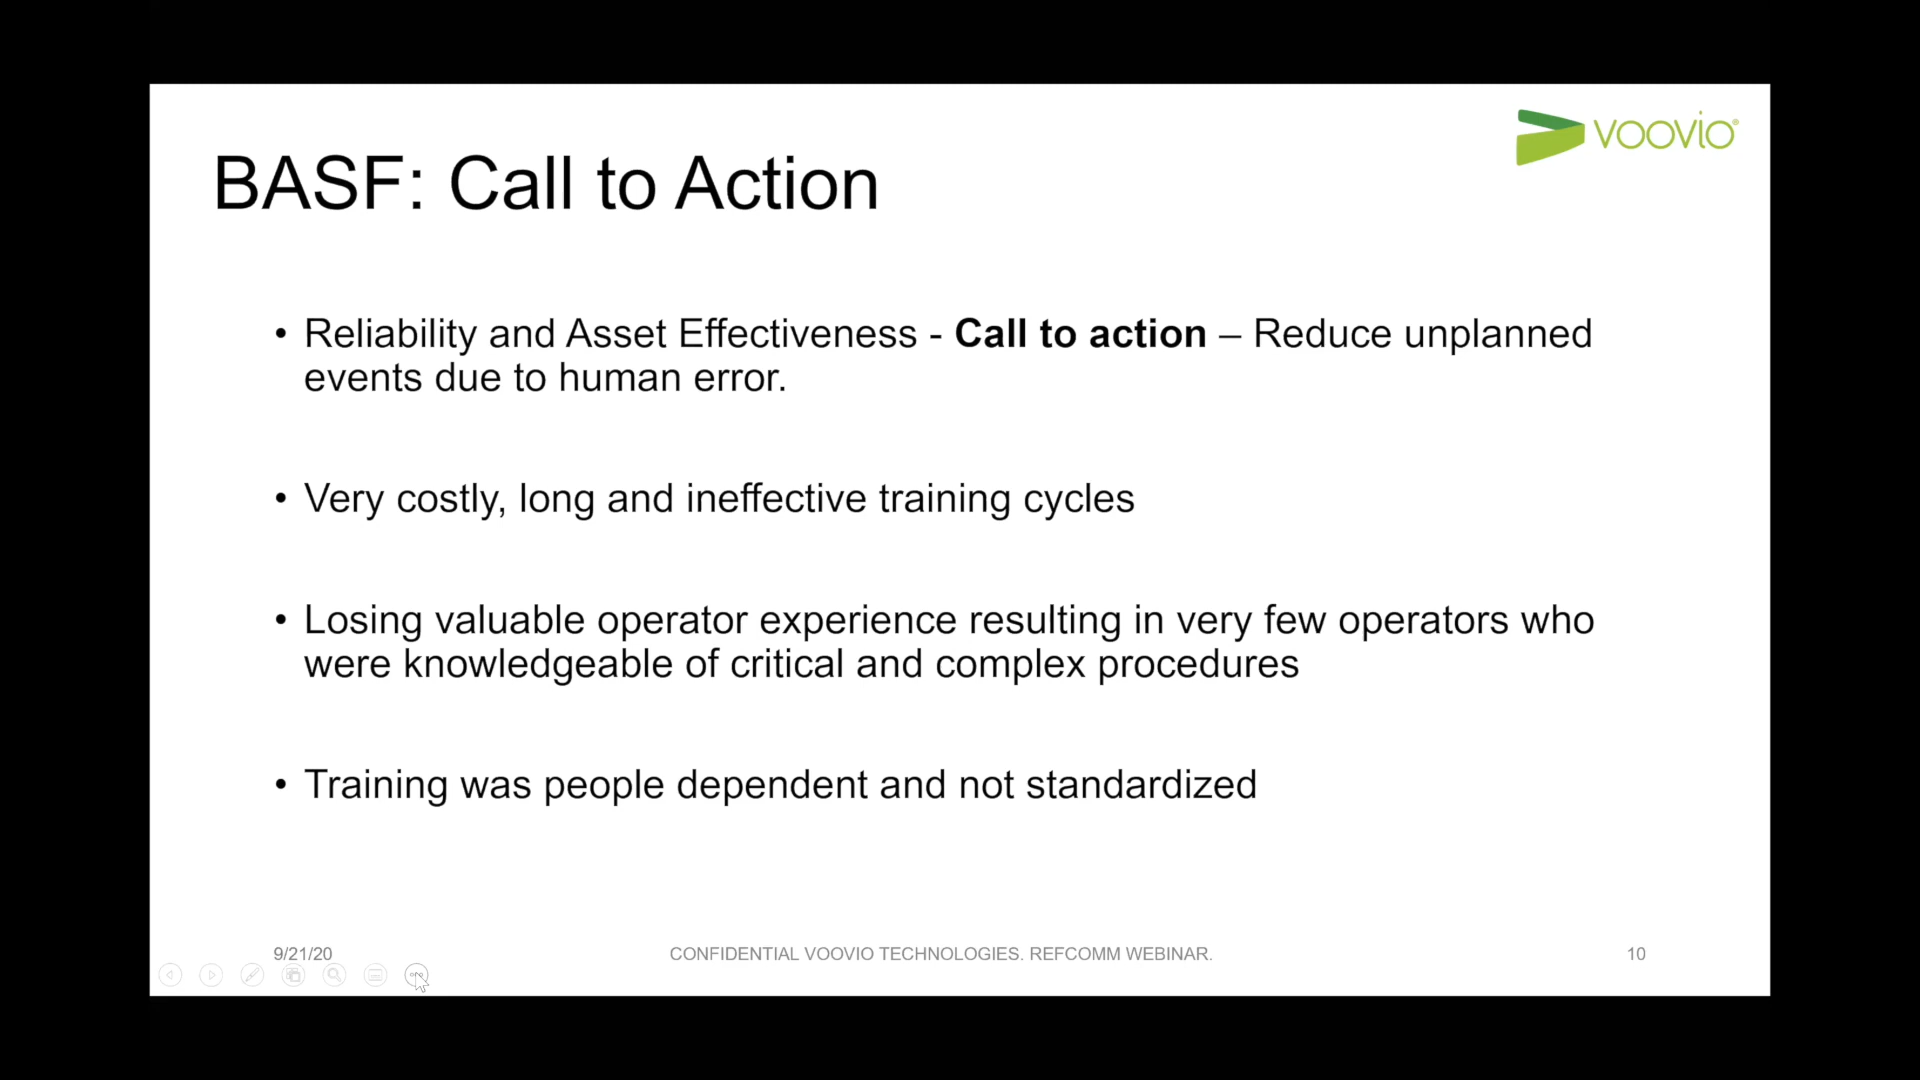 voovio®
BASF: Call to Action
• Reliability and Asset Effectiveness - Call to action – Reduce unplanned
events due to human error.
• Very costly, long and ineffective training cycles
• Losing valuable operator experience resulting in very few operators who
were knowledgeable of critical and complex procedures
• Training was people dependent and not standardized
9/21/20
CONFIDENTIAL VOOVIO TECHNOLOGIES. REFCOMM WEBINAR.
10